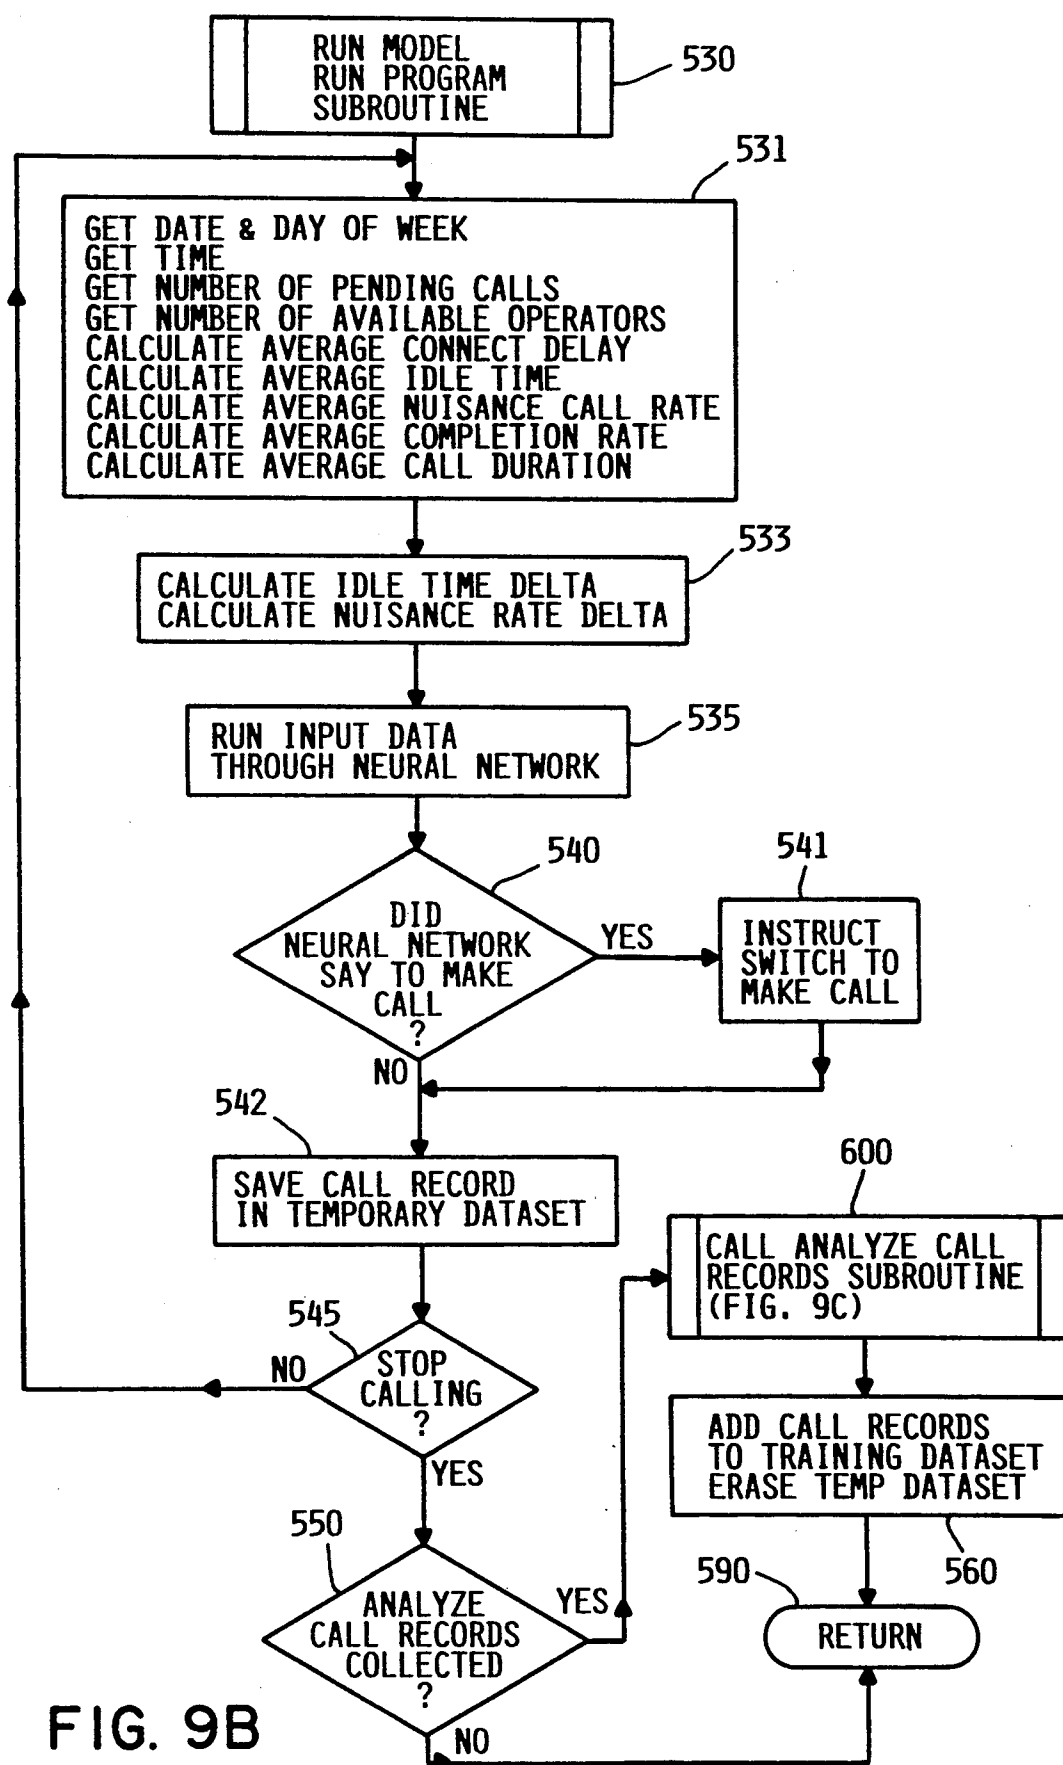 RUN MODEL
RUN PROGRAM
SUBROUTINE
530
531
GET DATE & DAY OF WEEK
GET TIME
GET NUMBER OF PENDING CALLS
GET NUMBER OF AVAILABLE OPERATORS
CALCULATE AVERAGE CONNECT DELAY
CALCULATE AVERAGE IDLE TIME
CALCULATE AVERAGE NUISANCE CALL RATE
CALCULATE AVERAGE COMPLETION RATE
CALCULATE AVERAGE CALL DURATION
533
CALCULATE IDLE TIME DELTA
CALCULATE NUISANCE RATE DELTA
535
RUN INPUT DATA
THROUGH NEURAL NETWORK
540
DID
NEURAL NETWORK
SAY TO MAKE
CALL
?
YES
541
INSTRUCT
SWITCH TO
MAKE CALL
NO
542
SAVE CALL RECORD
IN TEMPORARY DATASET
545
STOP
CALLING
?
NO
YES
550
ANALYZE
CALL RECORDS
COLLECTED
?
YES
NO
600
CALL ANALYZE CALL
RECORDS SUBROUTINE
(FIG. 9C)
ADD CALL RECORDS
TO TRAINING DATASET
ERASE TEMP DATASET
560
590
RETURN
FIG. 9B